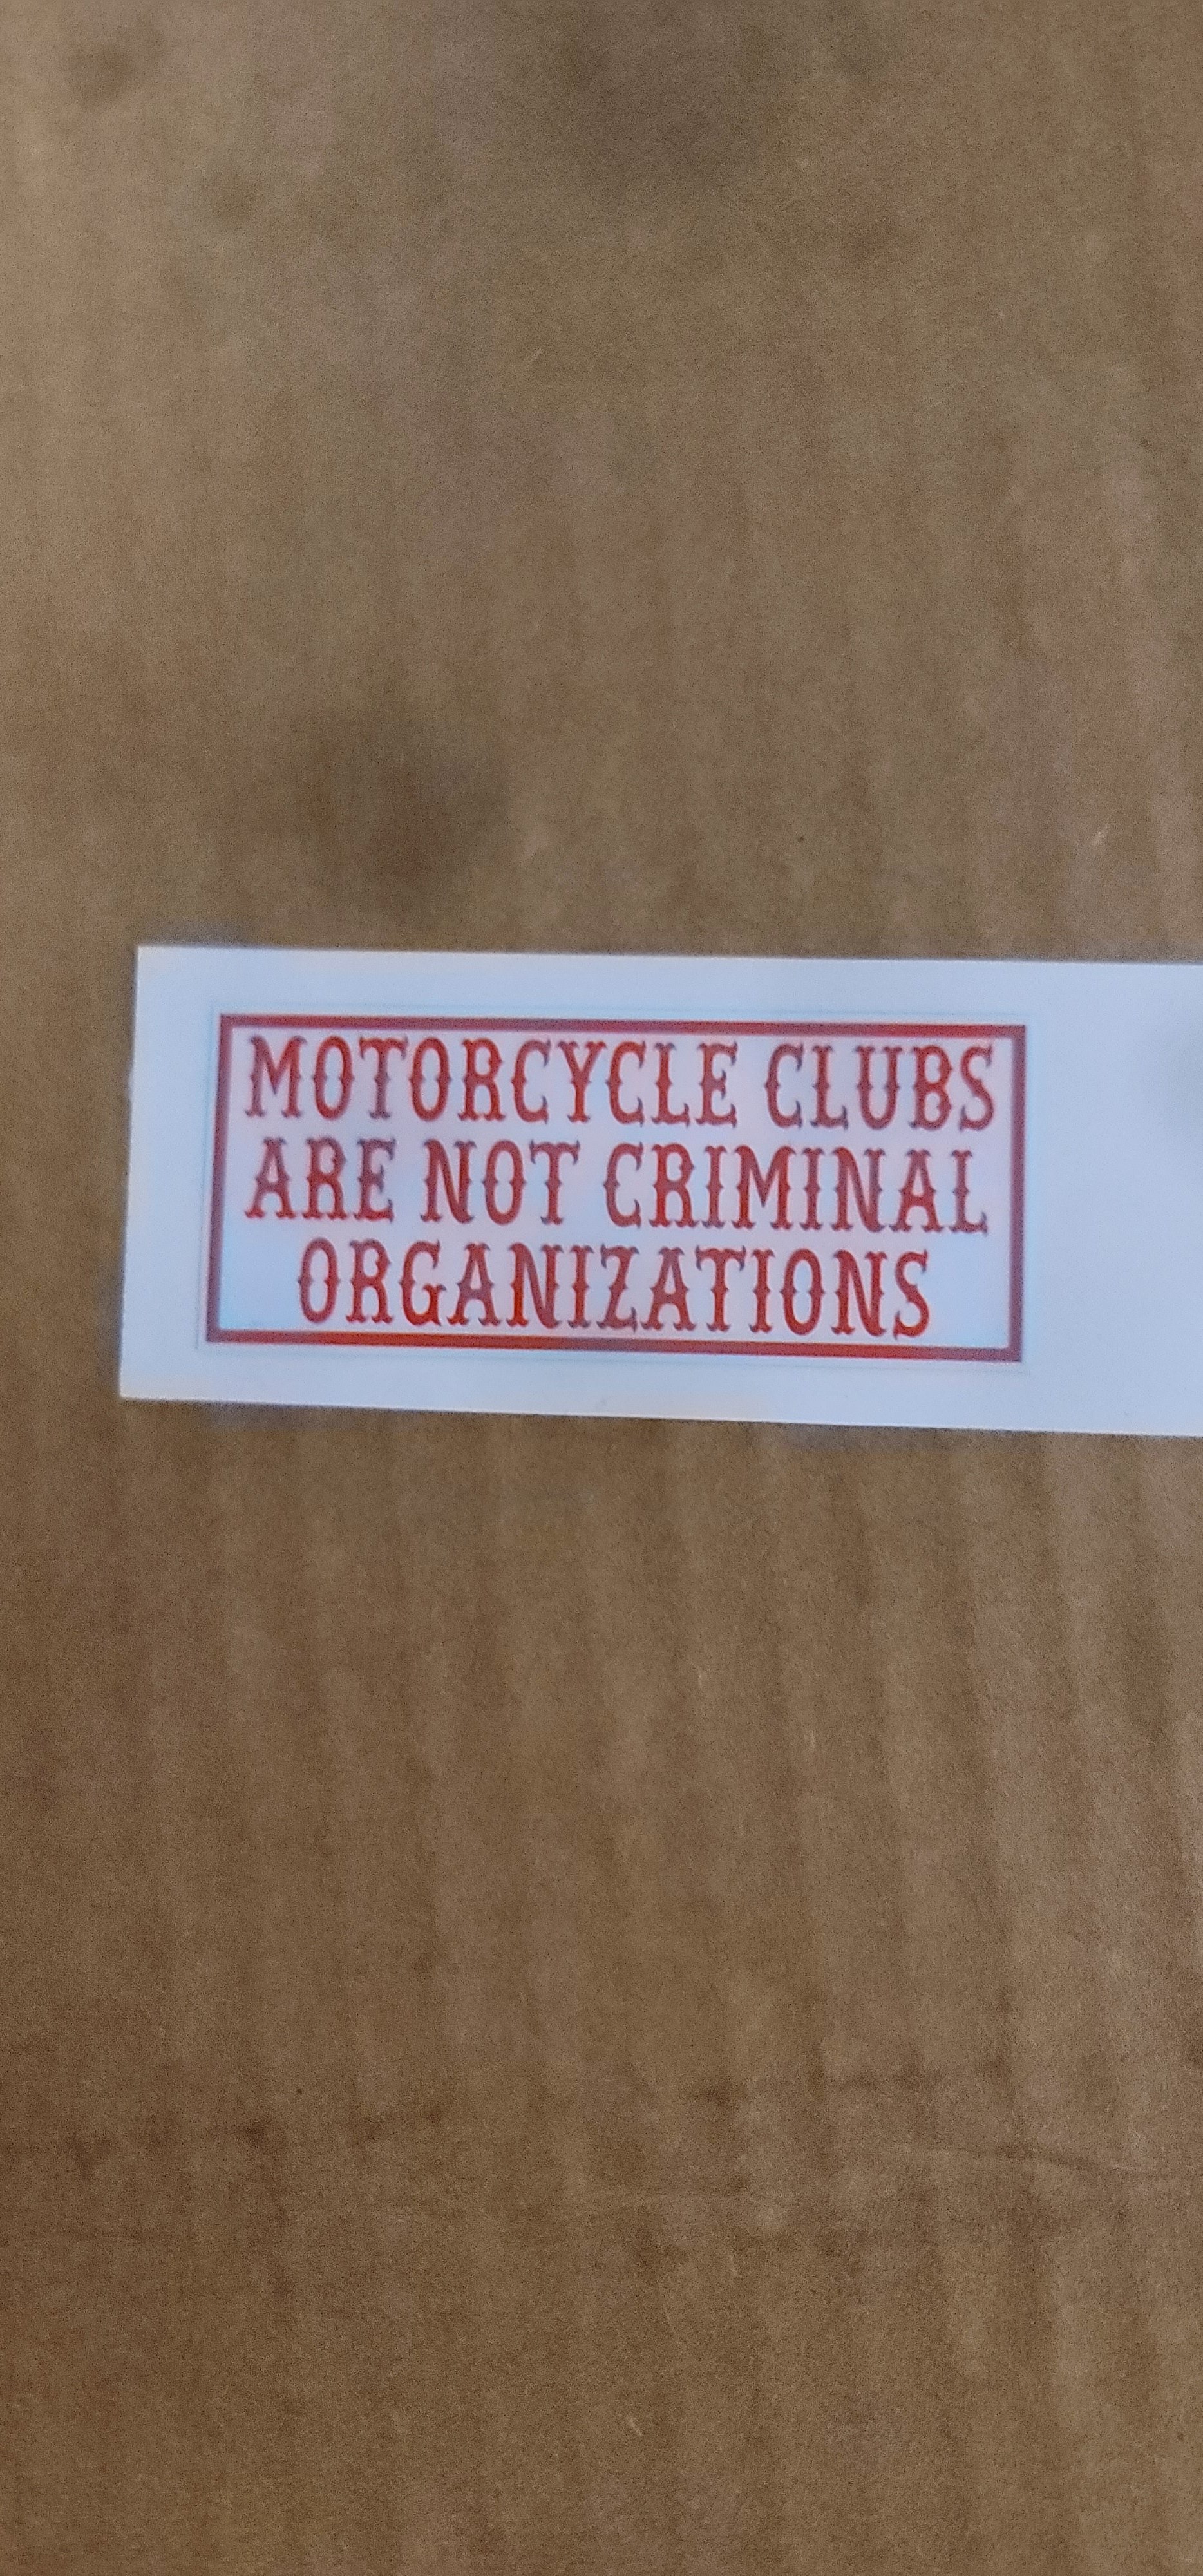 MOTORCYCLE CLUBS
ARE NOT CRIMINAL
ORGANIZATIONS